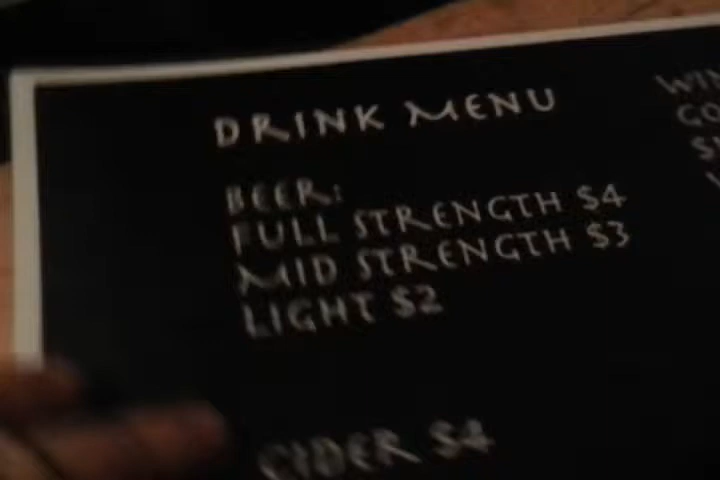 DRINK MENU
BEER:
FULL STRENGTH $4
MID STRENGTH $3
LIGHT $2
CIDER $4